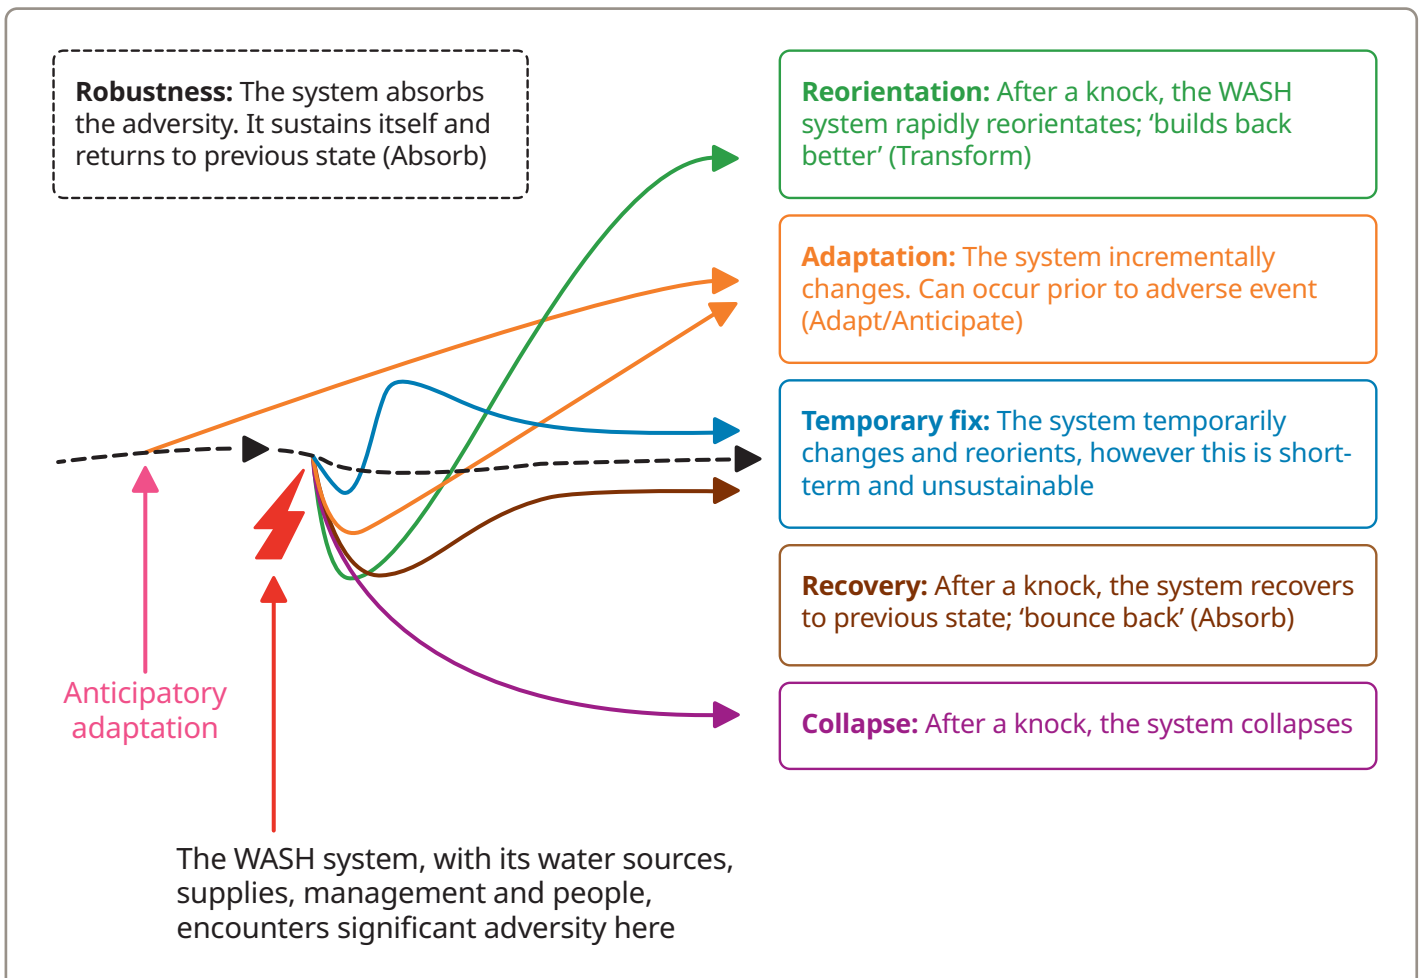 Robustness: The system absorbs
the adversity. It sustains itself and
returns to previous state (Absorb)
Reorientation: After a knock, the WASH
system rapidly reorientates; ‘builds back
better’ (Transform)
Adaptation: The system incrementally
changes. Can occur prior to adverse event
(Adapt/Anticipate)
Temporary fix: The system temporarily
changes and reorients, however this is short-
term and unsustainable
Recovery: After a knock, the system recovers
to previous state; ‘bounce back’ (Absorb)
Collapse: After a knock, the system collapses
Anticipatory
adaptation
The WASH system, with its water sources,
supplies, management and people,
encounters significant adversity here